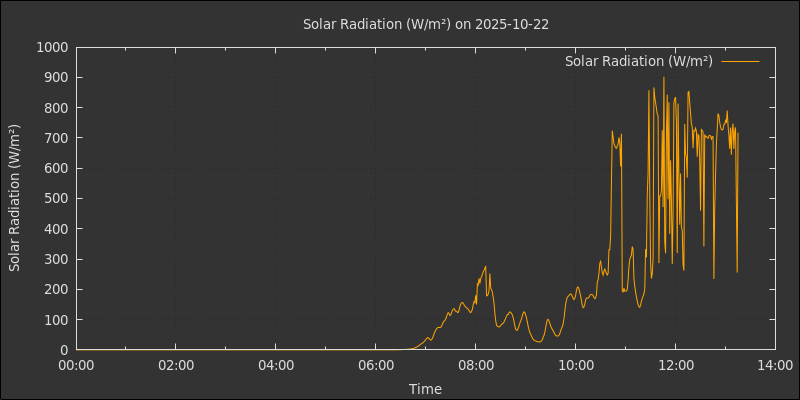 Solar Radiation (W/m²) on 2025-10-22
Solar Radiation (W/m²)
Solar Radiation (W/m²)
1000
900
800
700
600
500
400
300
200
100
0
00:00 02:00 04:00 06:00 08:00 10:00 12:00 14:00
Time